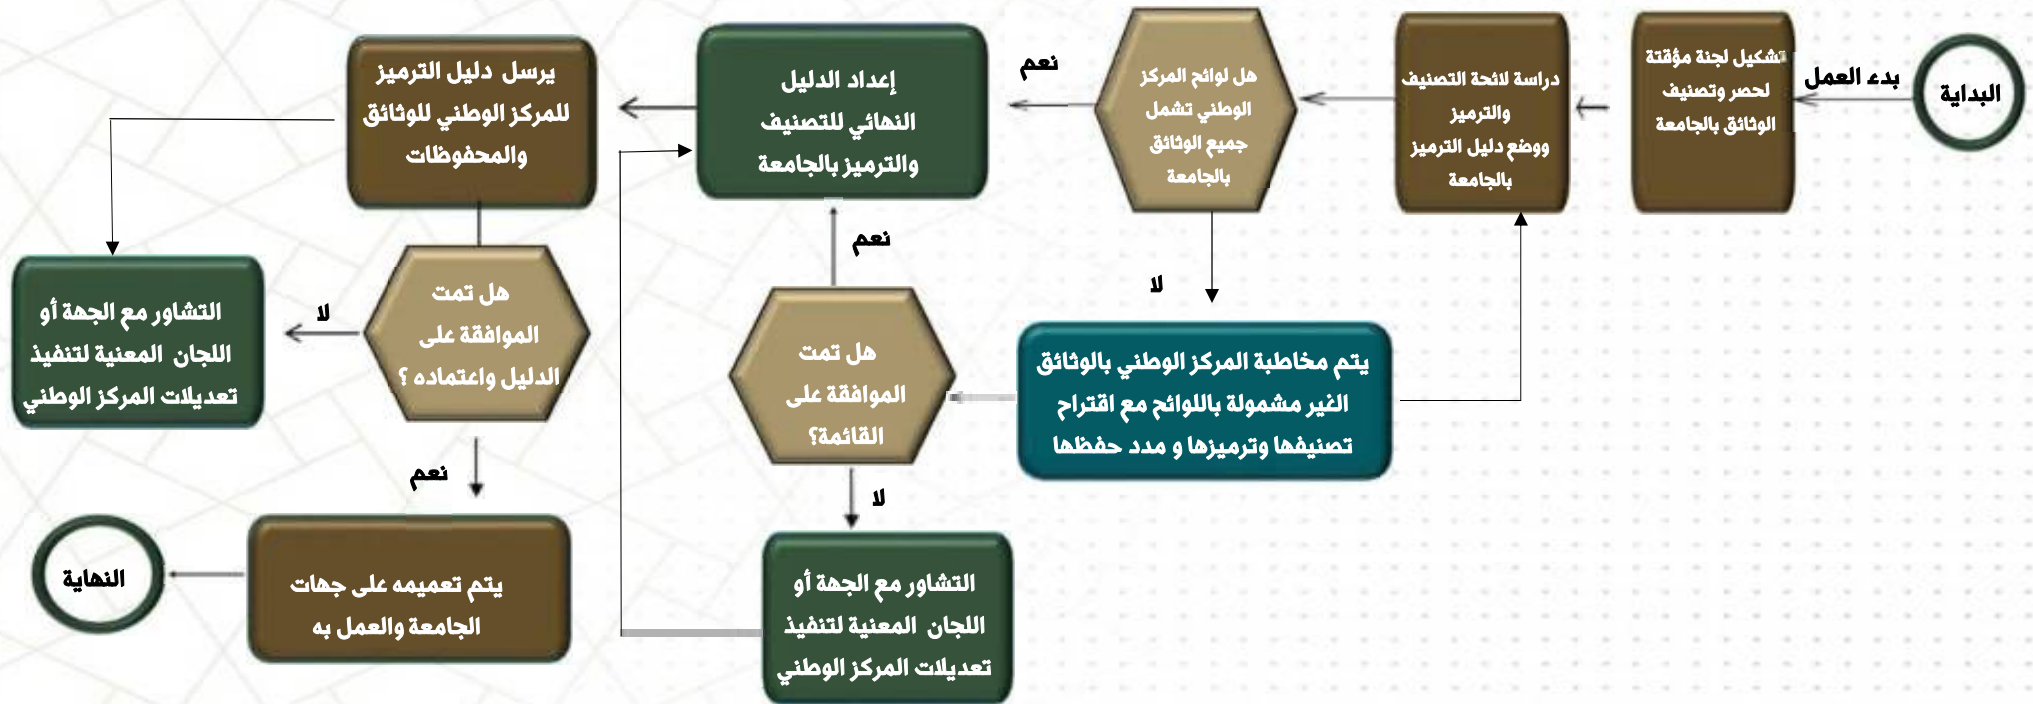 البداية
بدء العمل
تشكيل لجنة مؤقتة
لحصر وتصنيف
الوثائق بالجامعة
دراسة لائحة التصنيف
والترميز
ووضع دليل الترميز
بالجامعة
هل لوائح المركز
الوطني تشمل
جميع الوثائق
بالجامعة
نعم
إعداد الدليل
النهائي للتصنيف
والترميز بالجامعة
يرسل دليل الترميز
للمركز الوطني للوثائق
والمحفوظات
لا
يتم مخاطبة المركز الوطني بالوثائق
الغير مشمولة باللوائح مع اقتراح
تصنيفها وترميزها و مدد حفظها
هل تمت
الموافقة على
القائمة؟
نعم
لا
التشاور مع الجهة أو
اللجان المعنية لتنفيذ
تعديلات المركز الوطني
هل تمت
الموافقة على
الدليل واعتماده ؟
لا
التشاور مع الجهة أو
اللجان المعنية لتنفيذ
تعديلات المركز الوطني
نعم
يتم تعميمه على جهات
الجامعة والعمل به
النهاية